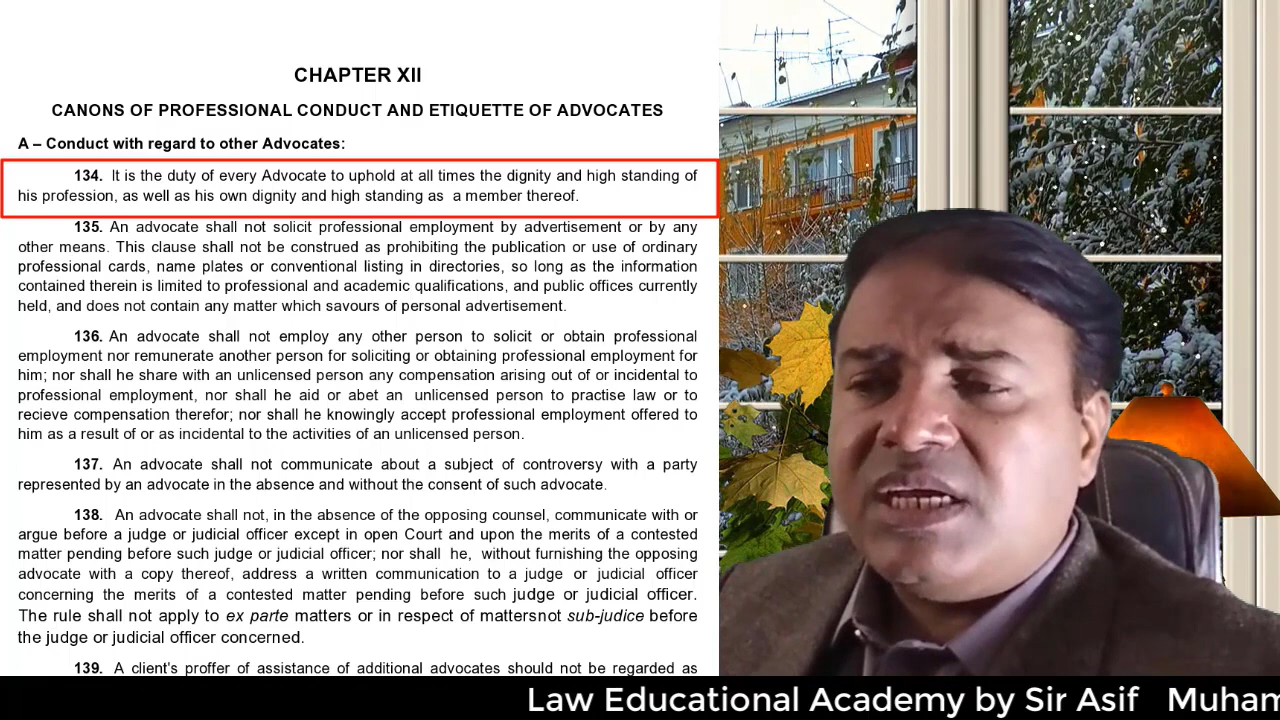 CHAPTER XII
CANONS OF PROFESSIONAL CONDUCT AND ETIQUETTE OF ADVOCATES
A – Conduct with regard to other Advocates:
134. It is the duty of every Advocate to uphold at all times the dignity and high standing of
his profession, as well as his own dignity and high standing as a member thereof.
135. An advocate shall not solicit professional employment by advertisement or by any
other means. This clause shall not be construed as prohibiting the publication or use of ordinary
professional cards, name plates or conventional listing in directories, so long as the information
contained therein is limited to professional and academic qualifications, and public offices currently
held, and does not contain any matter which savours of personal advertisement.
136. An advocate shall not employ any other person to solicit or obtain professional
employment nor remunerate another person for soliciting or obtaining professional employment for
him; nor shall he share with an unlicensed person any compensation arising out of or incidental to
professional employment, nor shall he aid or abet an unlicensed person to practise law or to
recieve compensation therefor; nor shall he knowingly accept professional employment offered to
him as a result of or as incidental to the activities of an unlicensed person.
137. An advocate shall not communicate about a subject of controversy with a party
represented by an advocate in the absence and without the consent of such advocate.
138. An advocate shall not, in the absence of the opposing counsel, communicate with or
argue before a judge or judicial officer except in open Court and upon the merits of a contested
matter pending before such judge or judicial officer; nor shall he, without furnishing the opposing
advocate with a copy thereof, address a written communication to a judge or judicial officer
concerning the merits of a contested matter pending before such judge or judicial officer.
The rule shall not apply to ex parte matters or in respect of mattersnot sub-judice before
the judge or judicial officer concerned.
139. A client's proffer of assistance of additional advocates should not be regarded as
Law Educational Academy by Sir Asif Muham